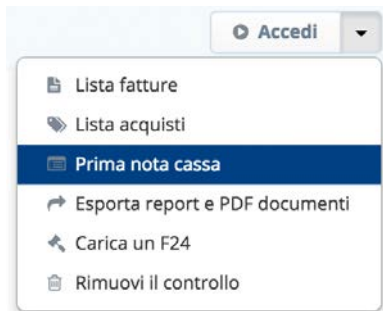 Accedi
Lista fatture
Lista acquisti
Prima nota cassa
Esporta report e PDF documenti
Carica un F24
Rimuovi il controllo